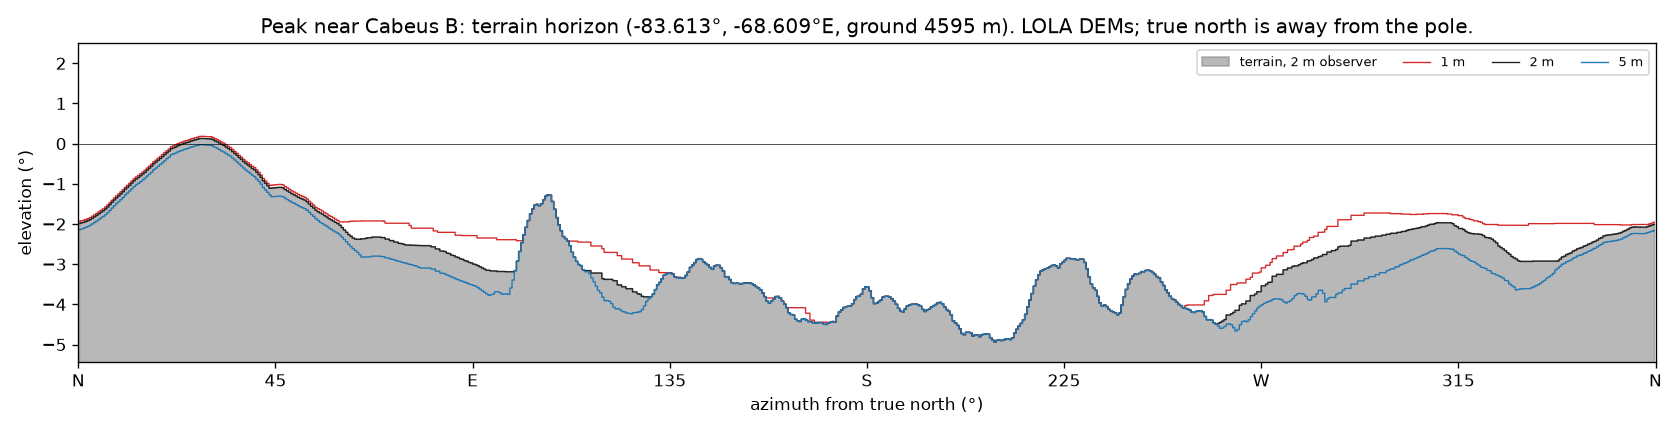 Peak near Cabeus B: terrain horizon (-83.613°, -68.609°E, ground 4595 m). LOLA DEMs; true north is away from the pole.
terrain, 2 m observer 1 m 2 m 5 m
elevation (°)
2
1
0
−1
−2
−3
−4
−5
N 45 E 135 S 225 W 315 N
azimuth from true north (°)